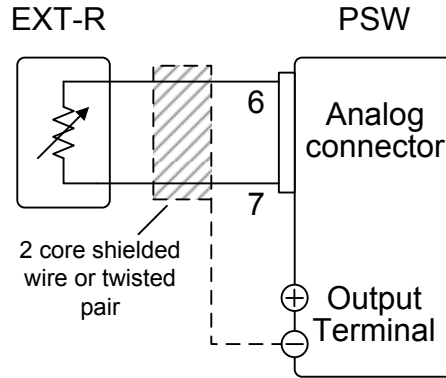 EXT-R
PSW
6
Analog
connector
7
2 core shielded
wire or twisted
pair
Output
Terminal